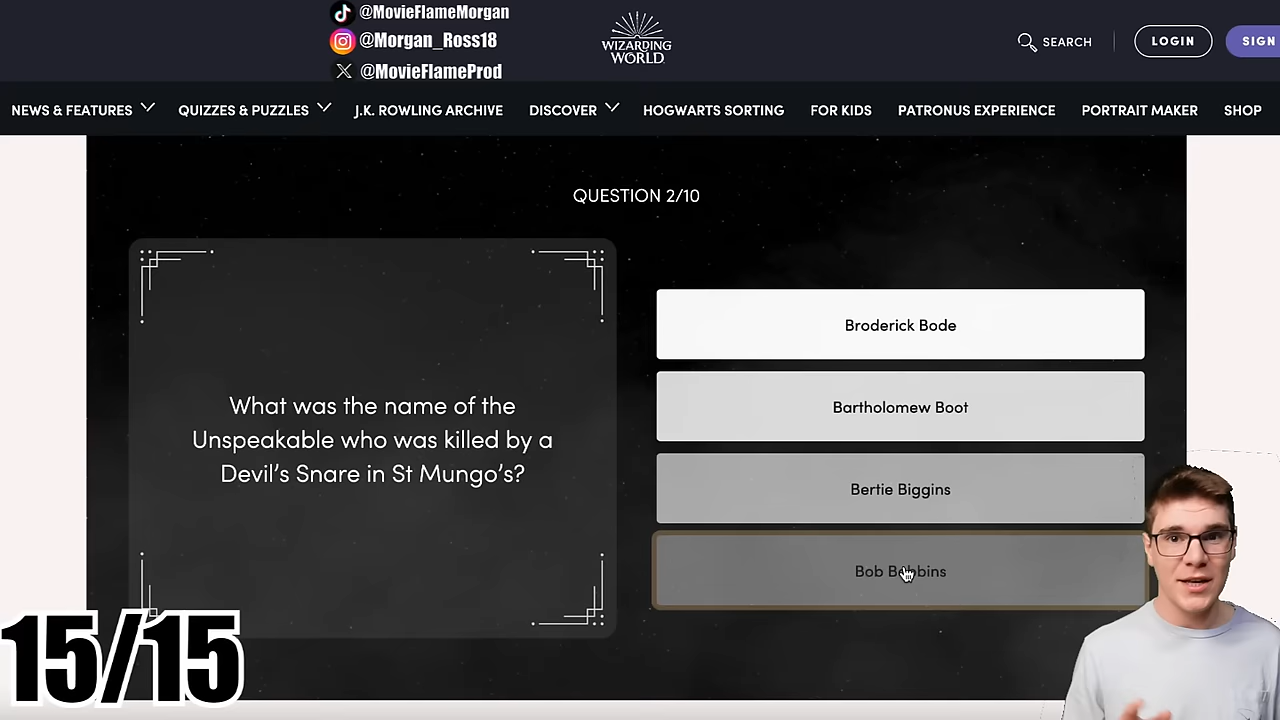 @MovieFlameMorgan
@Morgan_Ross18
@MovieFlameProd
WIZARDING
WORLD
SEARCH
LOGIN
SIGN
NEWS & FEATURES
QUIZZES & PUZZLES
J.K. ROWLING ARCHIVE
DISCOVER
HOGWARTS SORTING
FOR KIDS
PATRONUS EXPERIENCE
PORTRAIT MAKER
SHOP
QUESTION 2/10
What was the name of the
Unspeakable who was killed by a
Devil's Snare in St Mungo's?
Broderick Bode
Bartholomew Boot
Bertie Biggins
Bob Bobbins
15/15